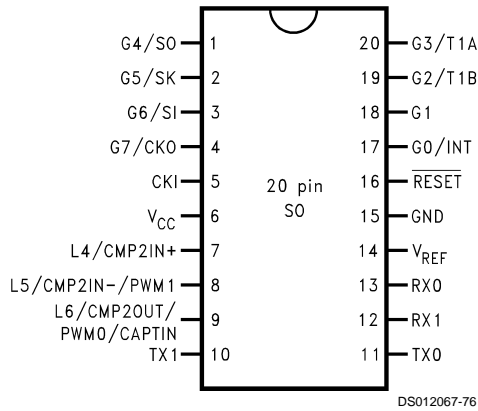 G4/SO 1 20 G3/T1A
G5/SK 2 19 G2/T1B
G6/SI 3 18 G1
G7/CKO 4 17 G0/INT
CKI 5 16 RESET
VCC 6 15 GND
L4/CMP2IN+ 7 14 VREF
L5/CMP2IN-/PWM1 8 13 RX0
L6/CMP2OUT/
PWM0/CAPTIN 9 12 RX1
TX1 10 11 TX0
20 pin
SO
DS012067-76